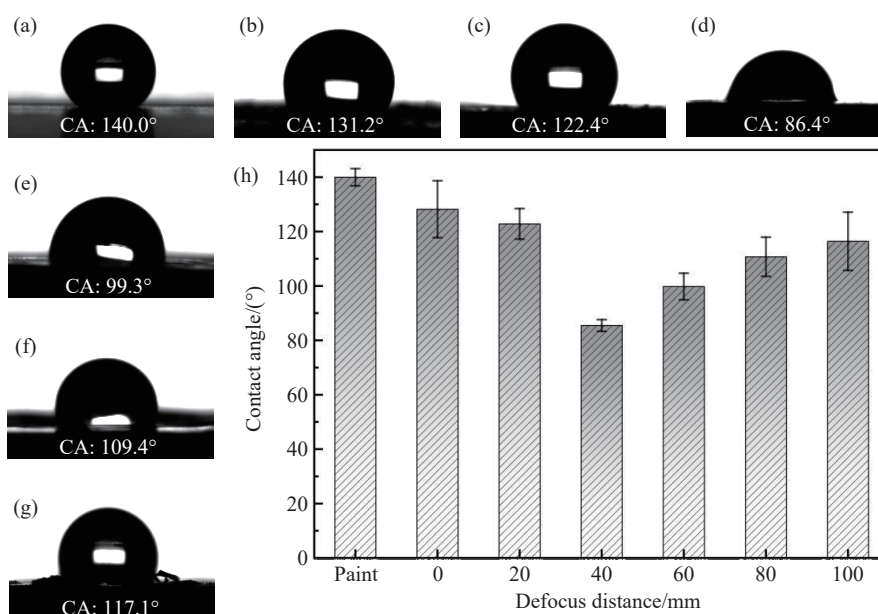 (a)
CA: 140.0°
(b)
CA: 131.2°
(c)
CA: 122.4°
(d)
CA: 86.4°
(e)
CA: 99.3°
(f)
CA: 109.4°
(g)
CA: 117.1°
(h)
Contact angle/(°)
140
120
100
80
60
40
20
0
Paint 0 20 40 60 80 100
Defocus distance/mm